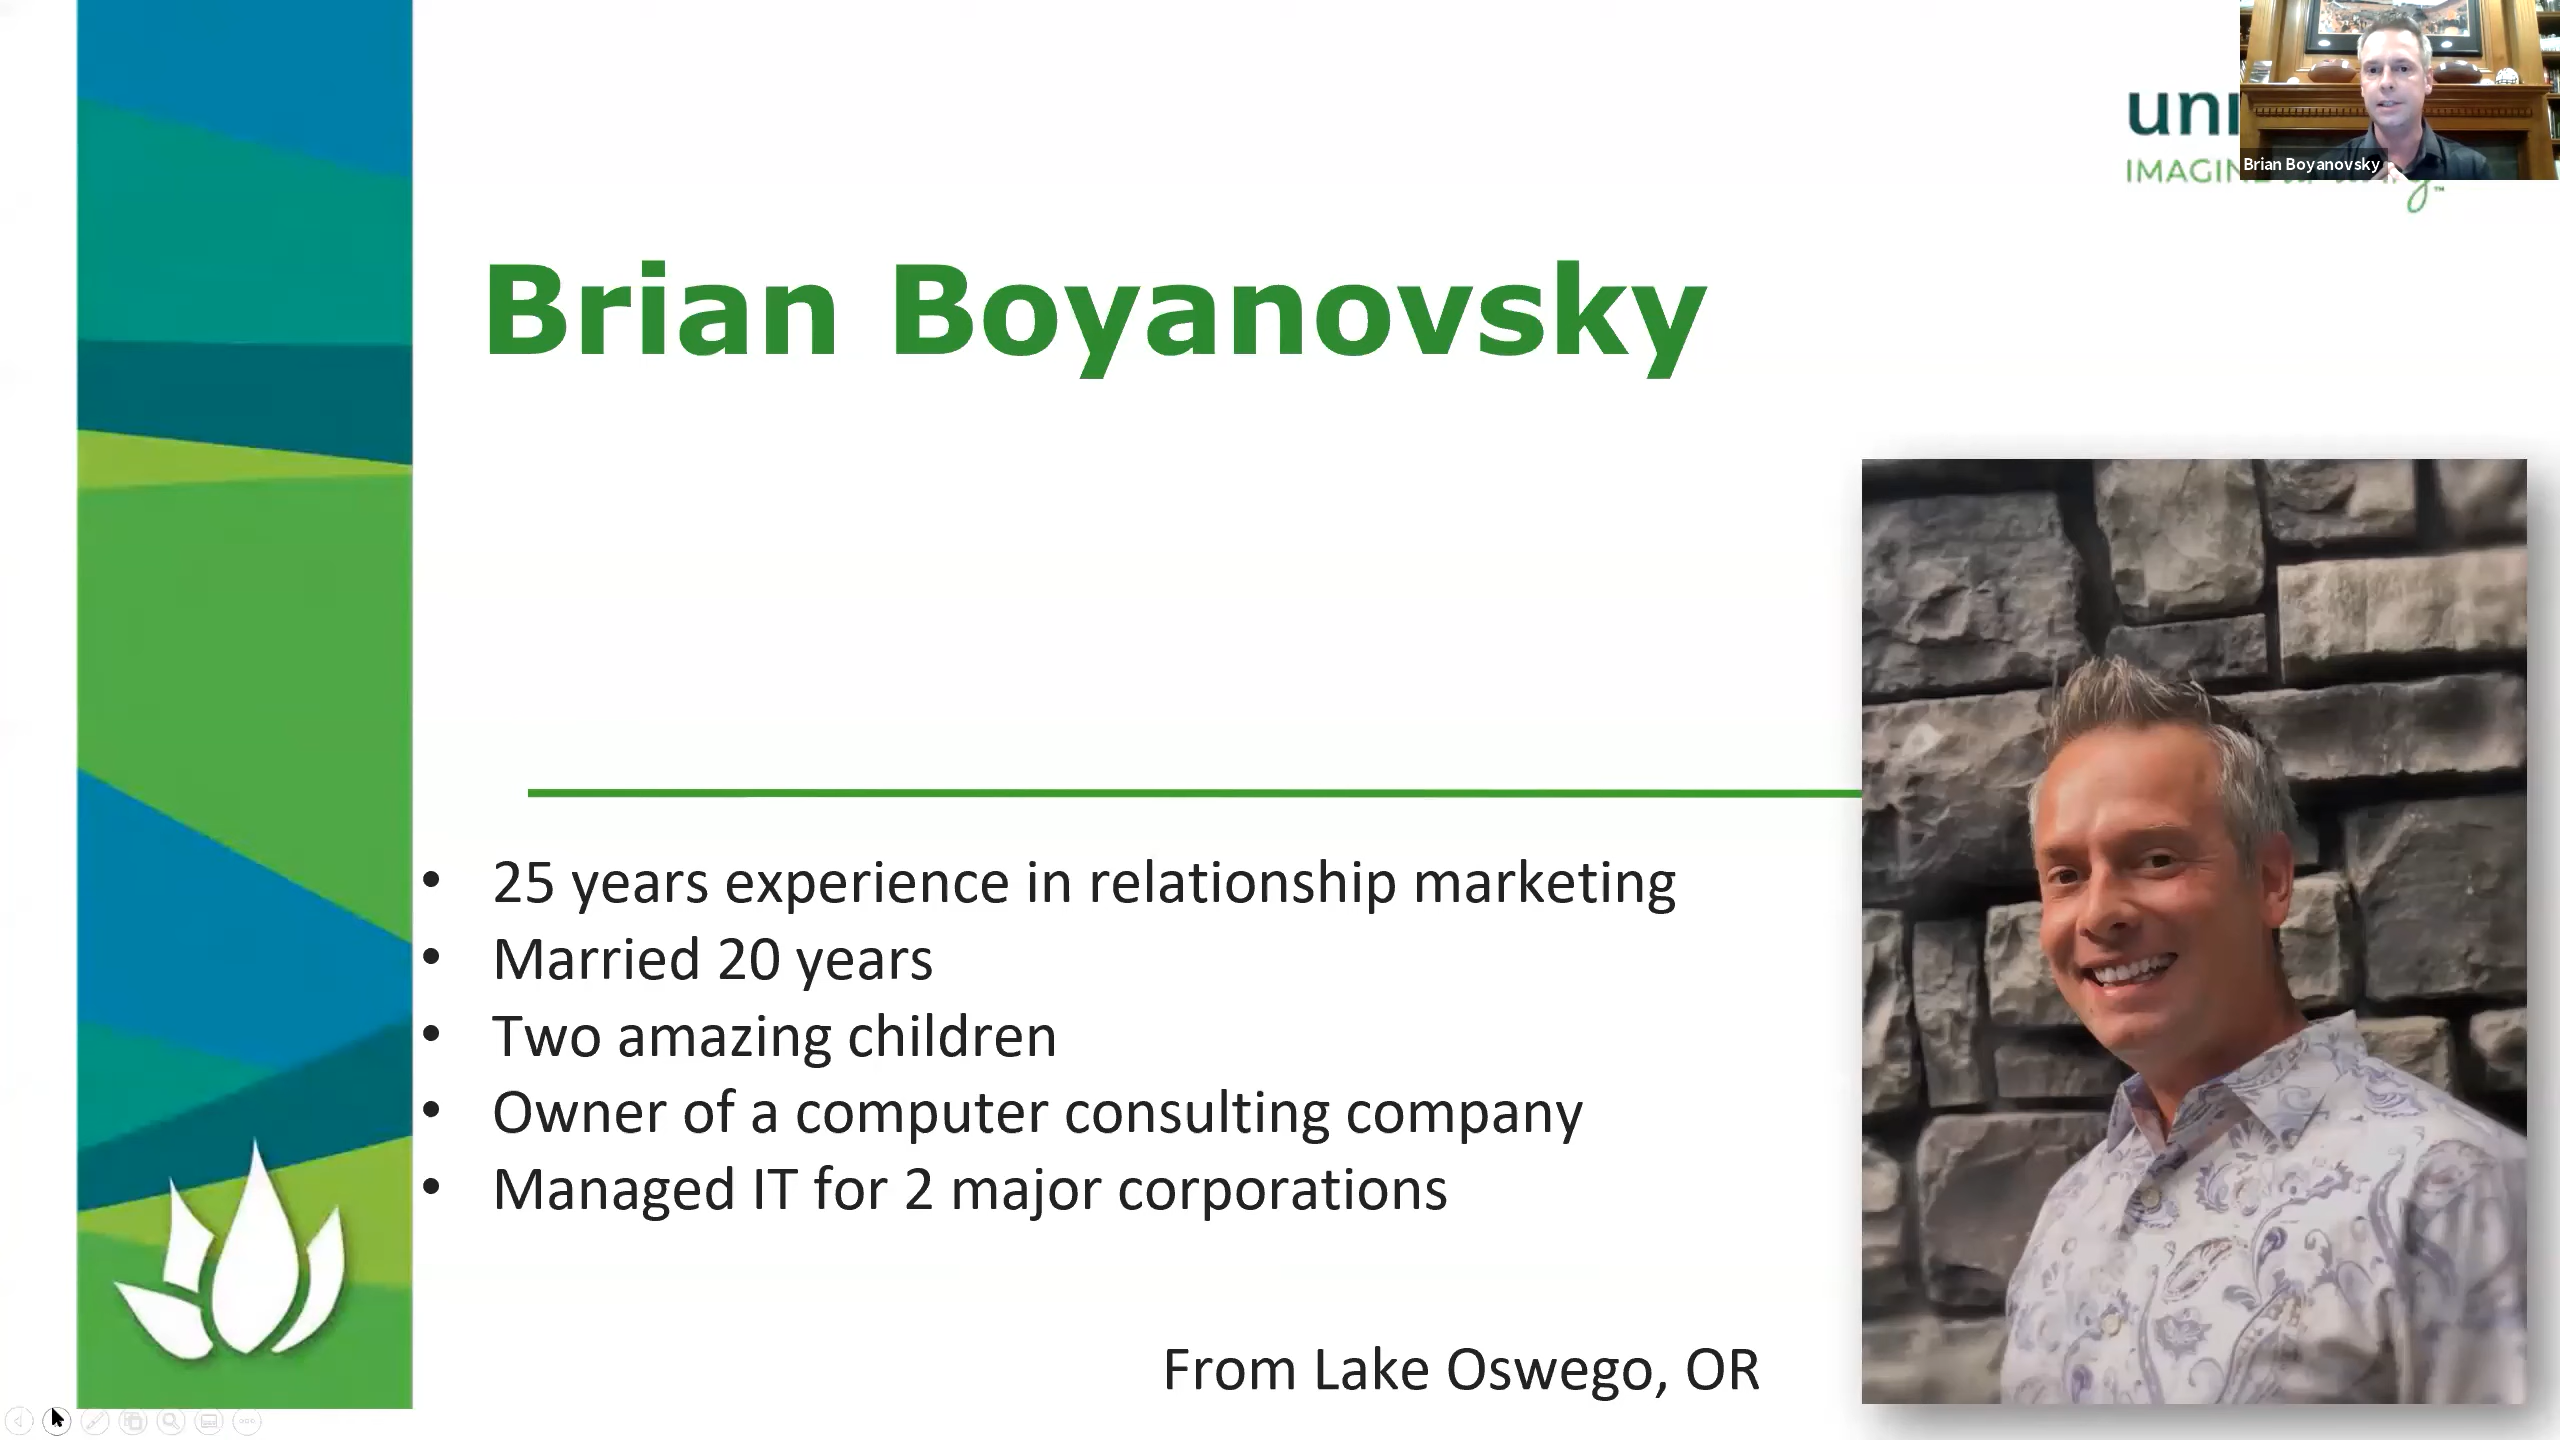 Brian Boyanovsky
Brian Boyanovsky
• 25 years experience in relationship marketing
• Married 20 years
• Two amazing children
• Owner of a computer consulting company
• Managed IT for 2 major corporations
From Lake Oswego, OR